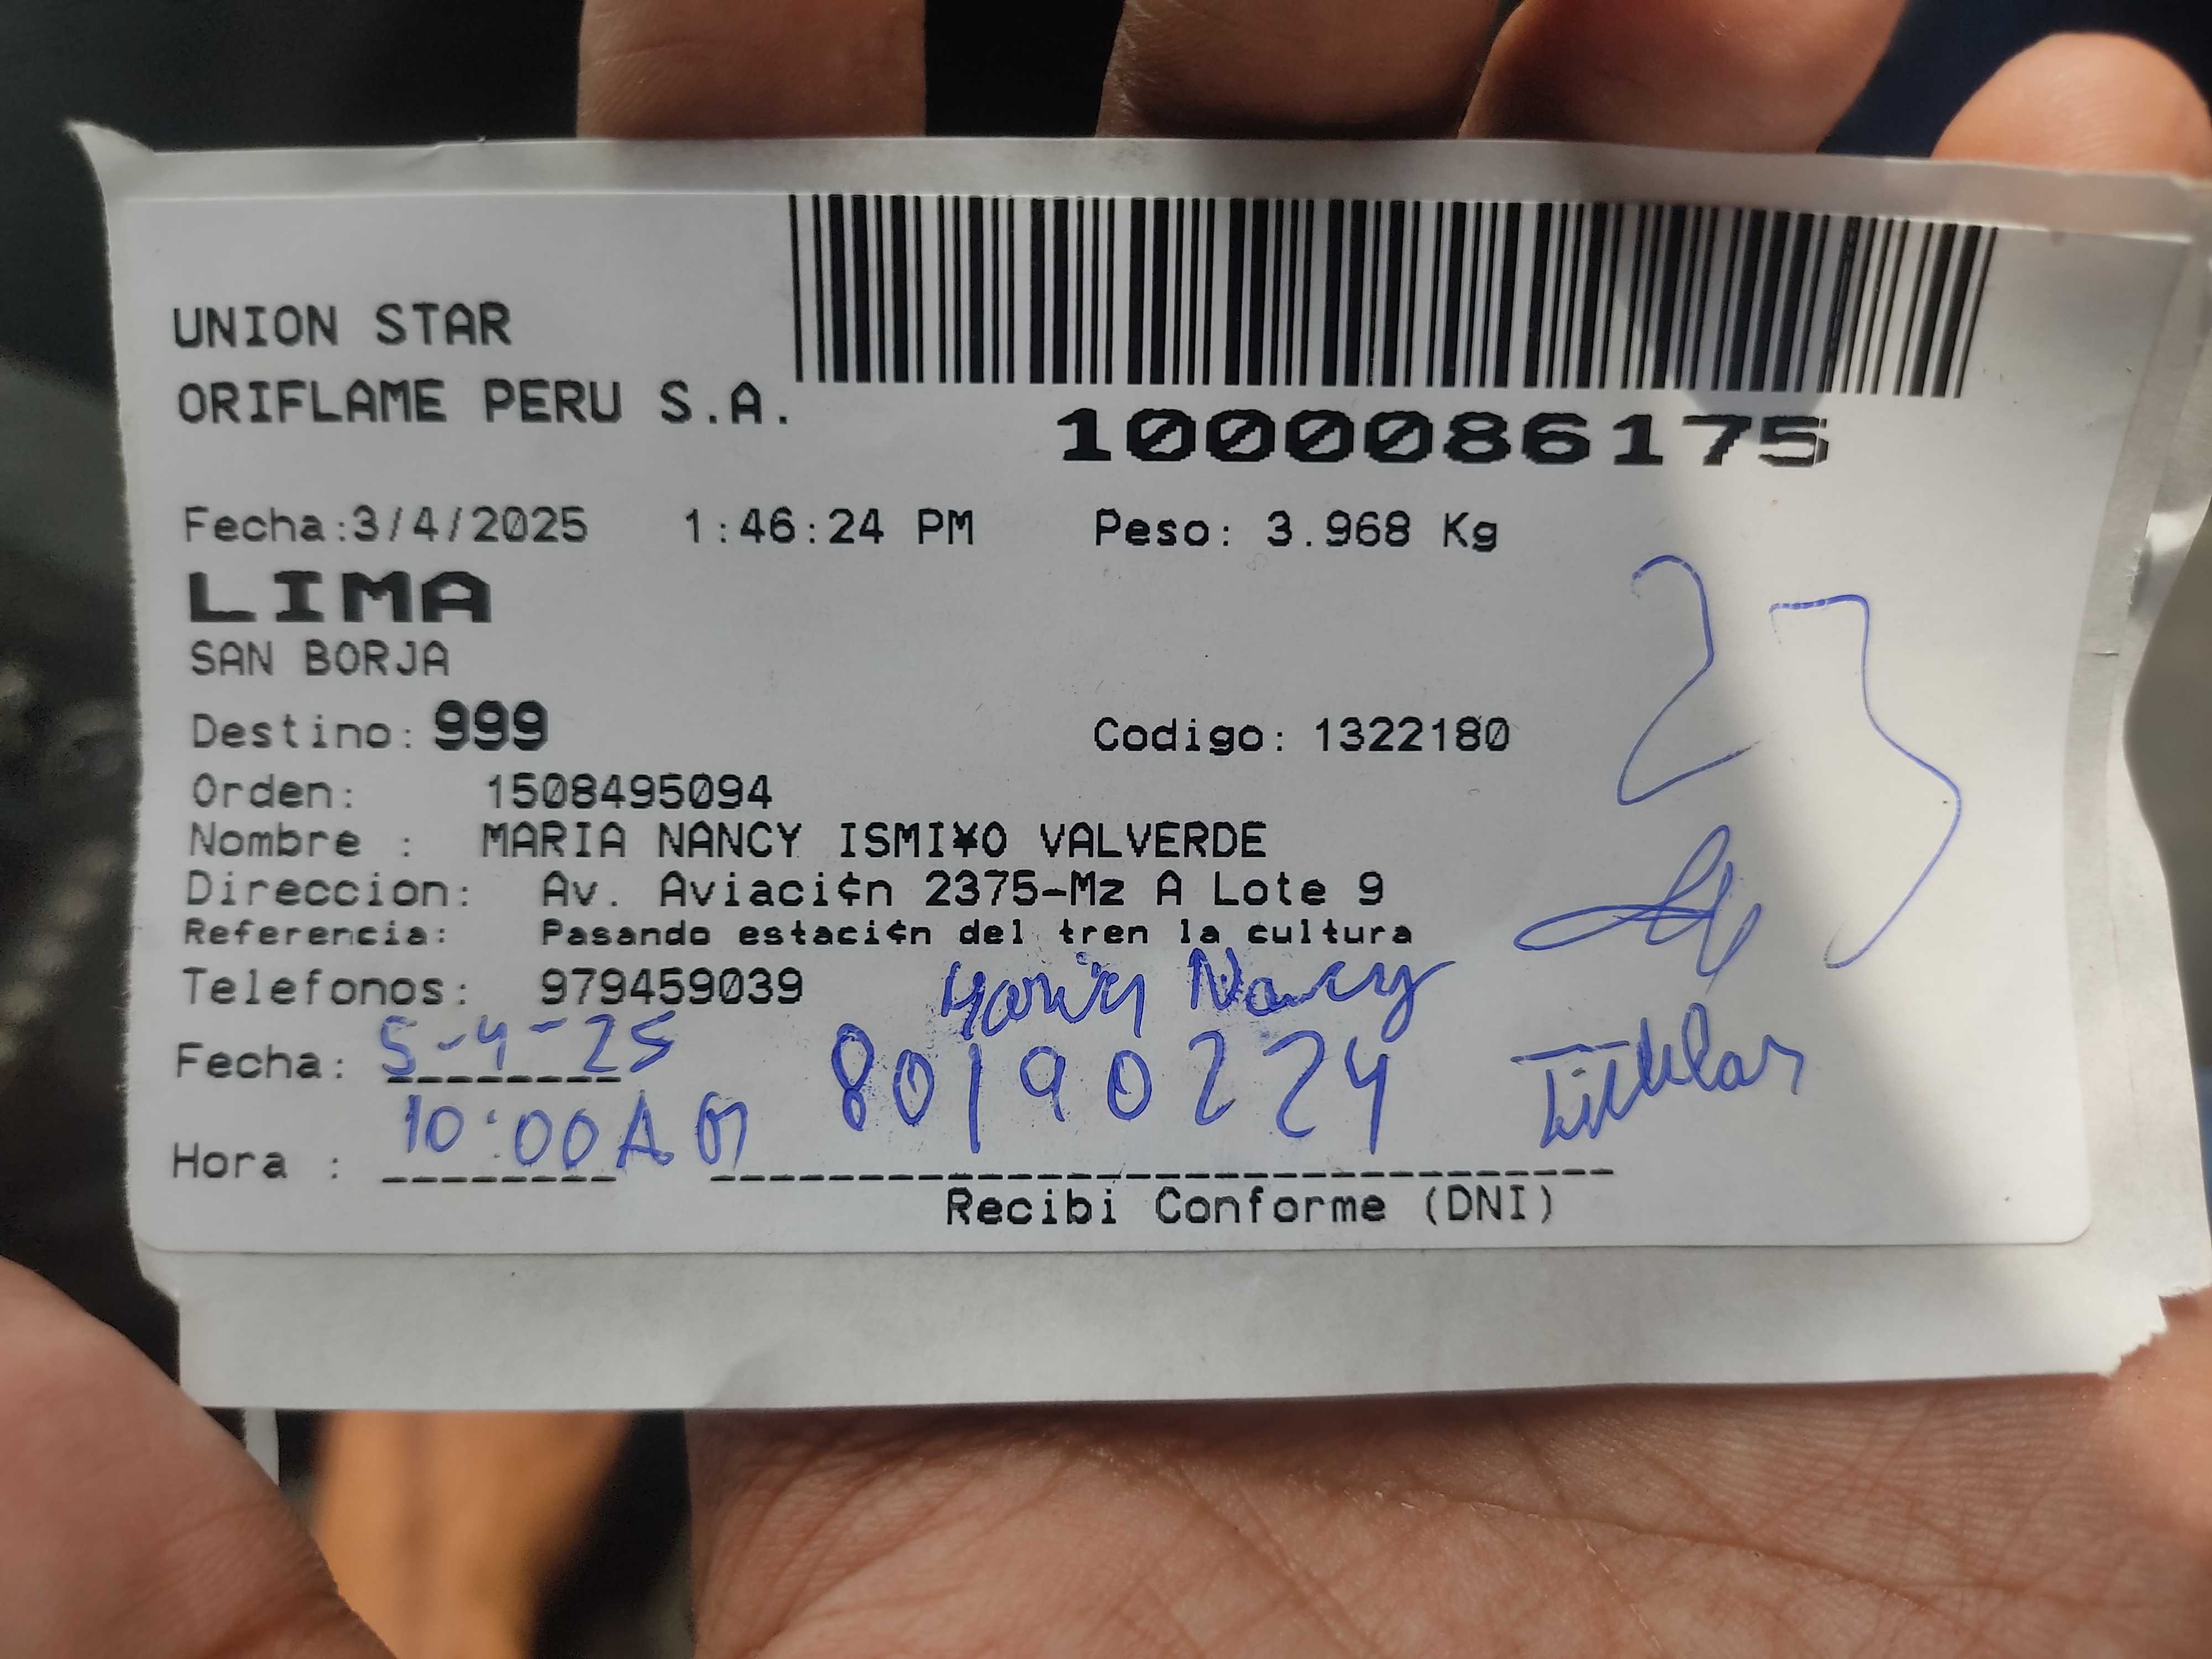 UNION STAR
ORIFLAME PERU S.A.
1000086175
Fecha:3/4/2025 1:46:24 PM Peso: 3.968 Kg
LIMA
SAN BORJA
23
Destino: 999 Codigo: 1322180
Orden: 1508495094
Nombre : MARIA NANCY ISMI¥O VALVERDE
Direccion: Av. Aviaci¢n 2375-Mz A Lote 9
Referencia: Pasando estaci¢n del tren la cultura
Telefonos: 979459039 Maria Nancy
Fecha: 5-4-25 80190224 Titular
Hora : 10:00 AM
Recibi Conforme (DNI)